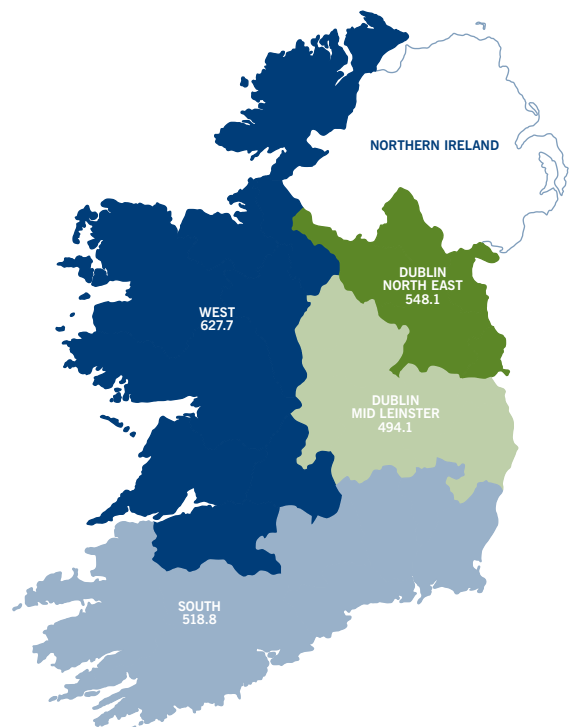 NORTHERN IRELAND
DUBLIN
NORTH EAST
548.1
WEST
627.7
DUBLIN
MID LEINSTER
494.1
SOUTH
518.8